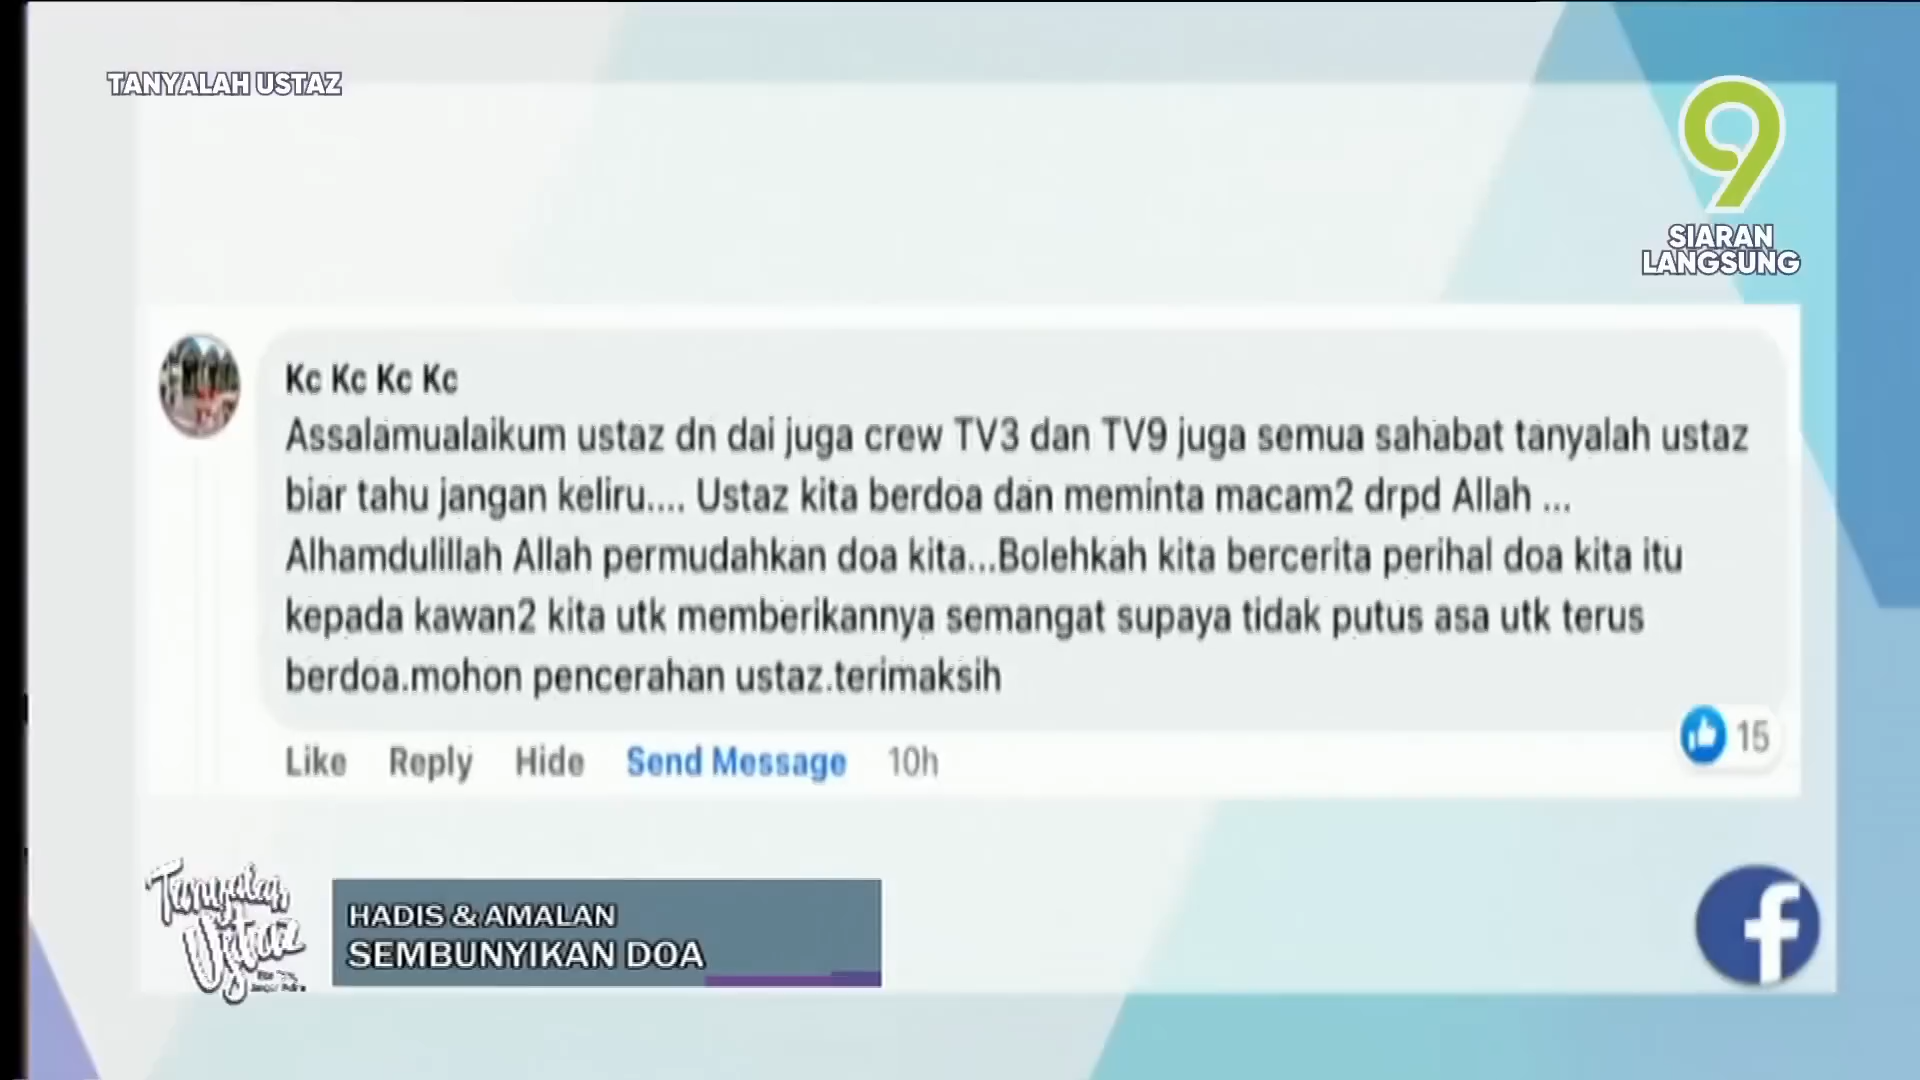 TANYALAH USTAZ
9
SIARAN
LANGSUNG
Kc Kc Kc Kc
Assalamualaikum ustaz dn dai juga crew TV3 dan TV9 juga semua sahabat tanyalah ustaz
biar tahu jangan keliru.... Ustaz kita berdoa dan meminta macam2 drpd Allah ...
Alhamdulillah Allah permudahkan doa kita...Bolehkah kita bercerita perihal doa kita itu
kepada kawan2 kita utk memberikannya semangat supaya tidak putus asa utk terus
berdoa.mohon pencerahan ustaz.terimaksih
15
Like Reply Hide Send Message 10h
Tanyalah
Ustaz
HADIS & AMALAN
SEMBUNYIKAN DOA
f